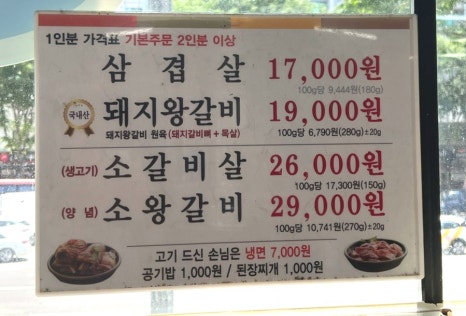 1인분 가격표 기본주문 2인분 이상
삼겹살 17,000원
100g당 9,444원(180g)
국내산 돼지왕갈비 19,000원
돼지왕갈비 원육(돼지갈비뼈+목살) 100g당 6,790원(280g)±20g
(생고기) 소갈비살 26,000원
100g당 17,300원(150g)
(양념) 소왕갈비 29,000원
100g당 10,741원(270g)±20g
고기 드신 손님은 냉면 7,000원
공기밥 1,000원 / 된장찌개 1,000원